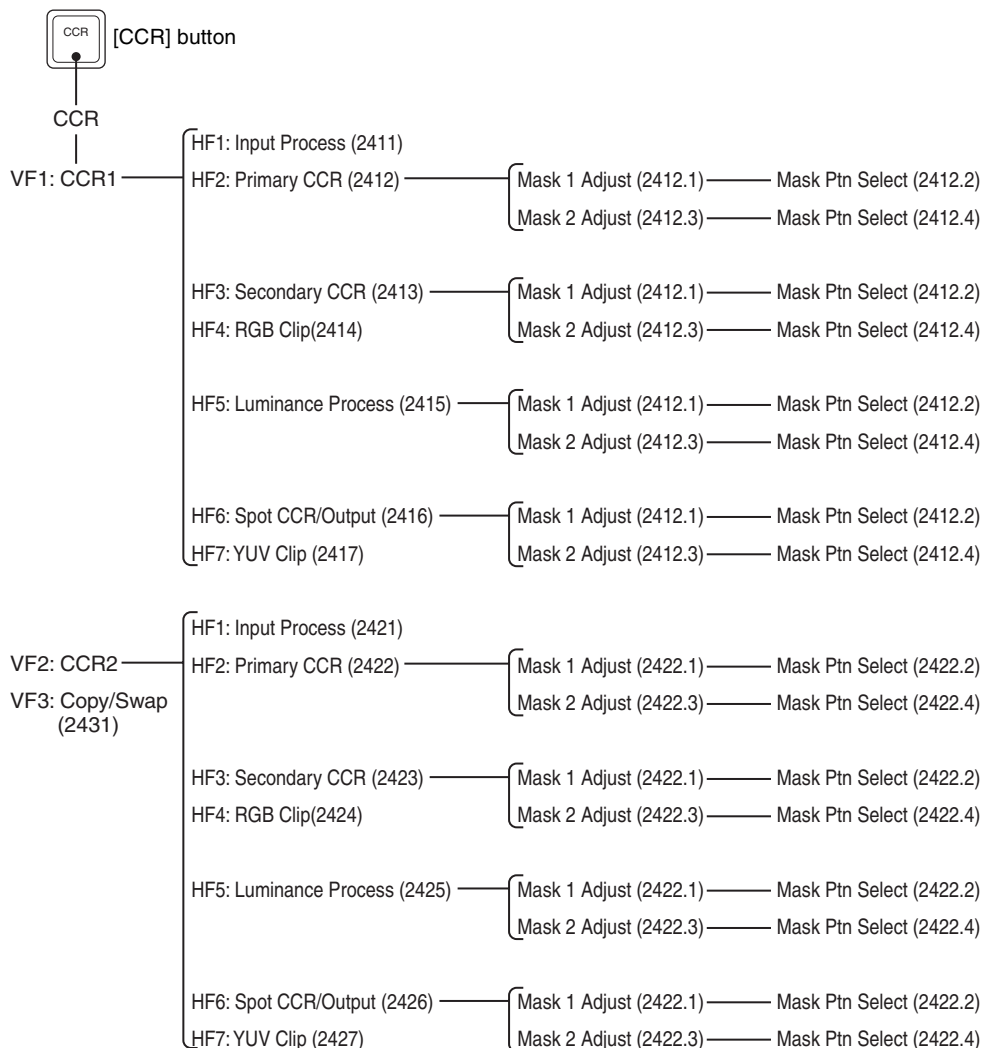 CCR
[CCR] button
CCR
HF1: Input Process (2411)
VF1: CCR1 HF2: Primary CCR (2412) Mask 1 Adjust (2412.1) Mask Ptn Select (2412.2)
Mask 2 Adjust (2412.3) Mask Ptn Select (2412.4)
HF3: Secondary CCR (2413) Mask 1 Adjust (2412.1) Mask Ptn Select (2412.2)
HF4: RGB Clip(2414) Mask 2 Adjust (2412.3) Mask Ptn Select (2412.4)
HF5: Luminance Process (2415) Mask 1 Adjust (2412.1) Mask Ptn Select (2412.2)
Mask 2 Adjust (2412.3) Mask Ptn Select (2412.4)
HF6: Spot CCR/Output (2416) Mask 1 Adjust (2412.1) Mask Ptn Select (2412.2)
HF7: YUV Clip (2417) Mask 2 Adjust (2412.3) Mask Ptn Select (2412.4)
HF1: Input Process (2421)
VF2: CCR2 HF2: Primary CCR (2422) Mask 1 Adjust (2422.1) Mask Ptn Select (2422.2)
VF3: Copy/Swap Mask 2 Adjust (2422.3) Mask Ptn Select (2422.4)
(2431)
HF3: Secondary CCR (2423) Mask 1 Adjust (2422.1) Mask Ptn Select (2422.2)
HF4: RGB Clip(2424) Mask 2 Adjust (2422.3) Mask Ptn Select (2422.4)
HF5: Luminance Process (2425) Mask 1 Adjust (2422.1) Mask Ptn Select (2422.2)
Mask 2 Adjust (2422.3) Mask Ptn Select (2422.4)
HF6: Spot CCR/Output (2426) Mask 1 Adjust (2422.1) Mask Ptn Select (2422.2)
HF7: YUV Clip (2427) Mask 2 Adjust (2422.3) Mask Ptn Select (2422.4)